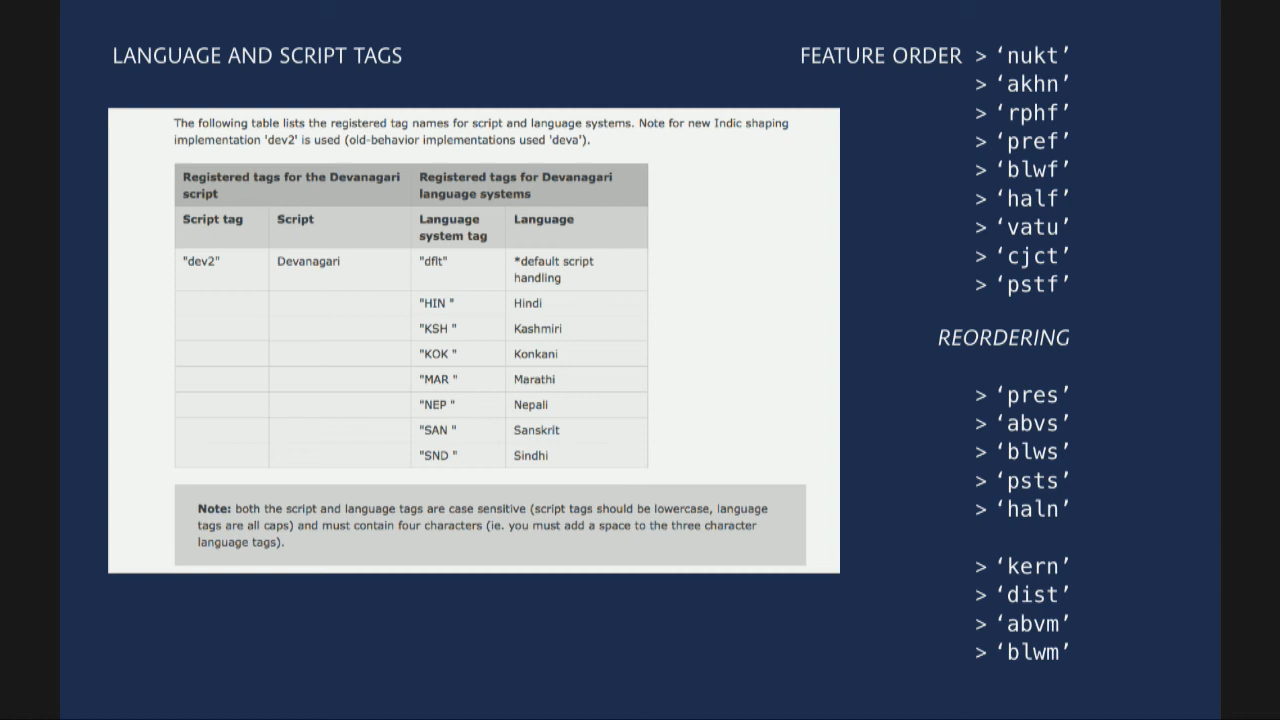 LANGUAGE AND SCRIPT TAGS
The following table lists the registered tag names for script and language systems. Note for new Indic shaping
implementation 'dev2' is used (old-behavior implementations used 'deva').
Registered tags for the Devanagari script
Registered tags for Devanagari language systems
Script tag
Script
Language system tag
Language
"dev2"
Devanagari
"dflt"
*default script handling
"HIN "
Hindi
"KSH "
Kashmiri
"KOK "
Konkani
"MAR "
Marathi
"NEP "
Nepali
"SAN "
Sanskrit
"SND "
Sindhi
Note: both the script and language tags are case sensitive (script tags should be lowercase, language
tags are all caps) and must contain four characters (ie. you must add a space to the three character
language tags).
FEATURE ORDER > ‘nukt’
> ‘akhn’
> ‘rphf’
> ‘pref’
> ‘blwf’
> ‘half’
> ‘vatu’
> ‘cjct’
> ‘pstf’
REORDERING
> ‘pres’
> ‘abvs’
> ‘blws’
> ‘psts’
> ‘haln’
> ‘kern’
> ‘dist’
> ‘abvm’
> ‘blwm’